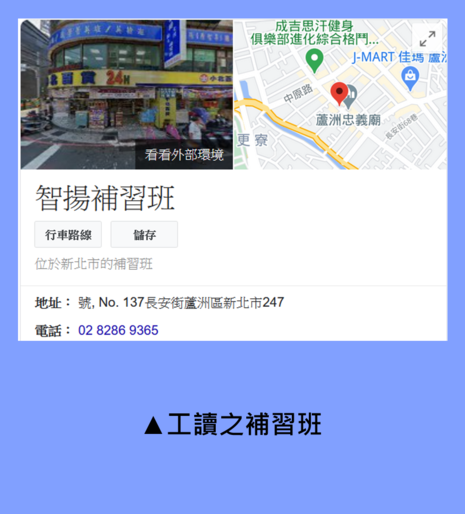 24H
看看外部環境
成吉思汗健身
俱樂部進化綜合格鬥...
J-MART 佳瑪 蘆洲
中原路
蘆洲忠義廟
長安街68巷
更寮
智揚補習班
行車路線
儲存
位於新北市的補習班
地址： 號, No. 137長安街蘆洲區新北市247
電話： 02 8286 9365
▲工讀之補習班